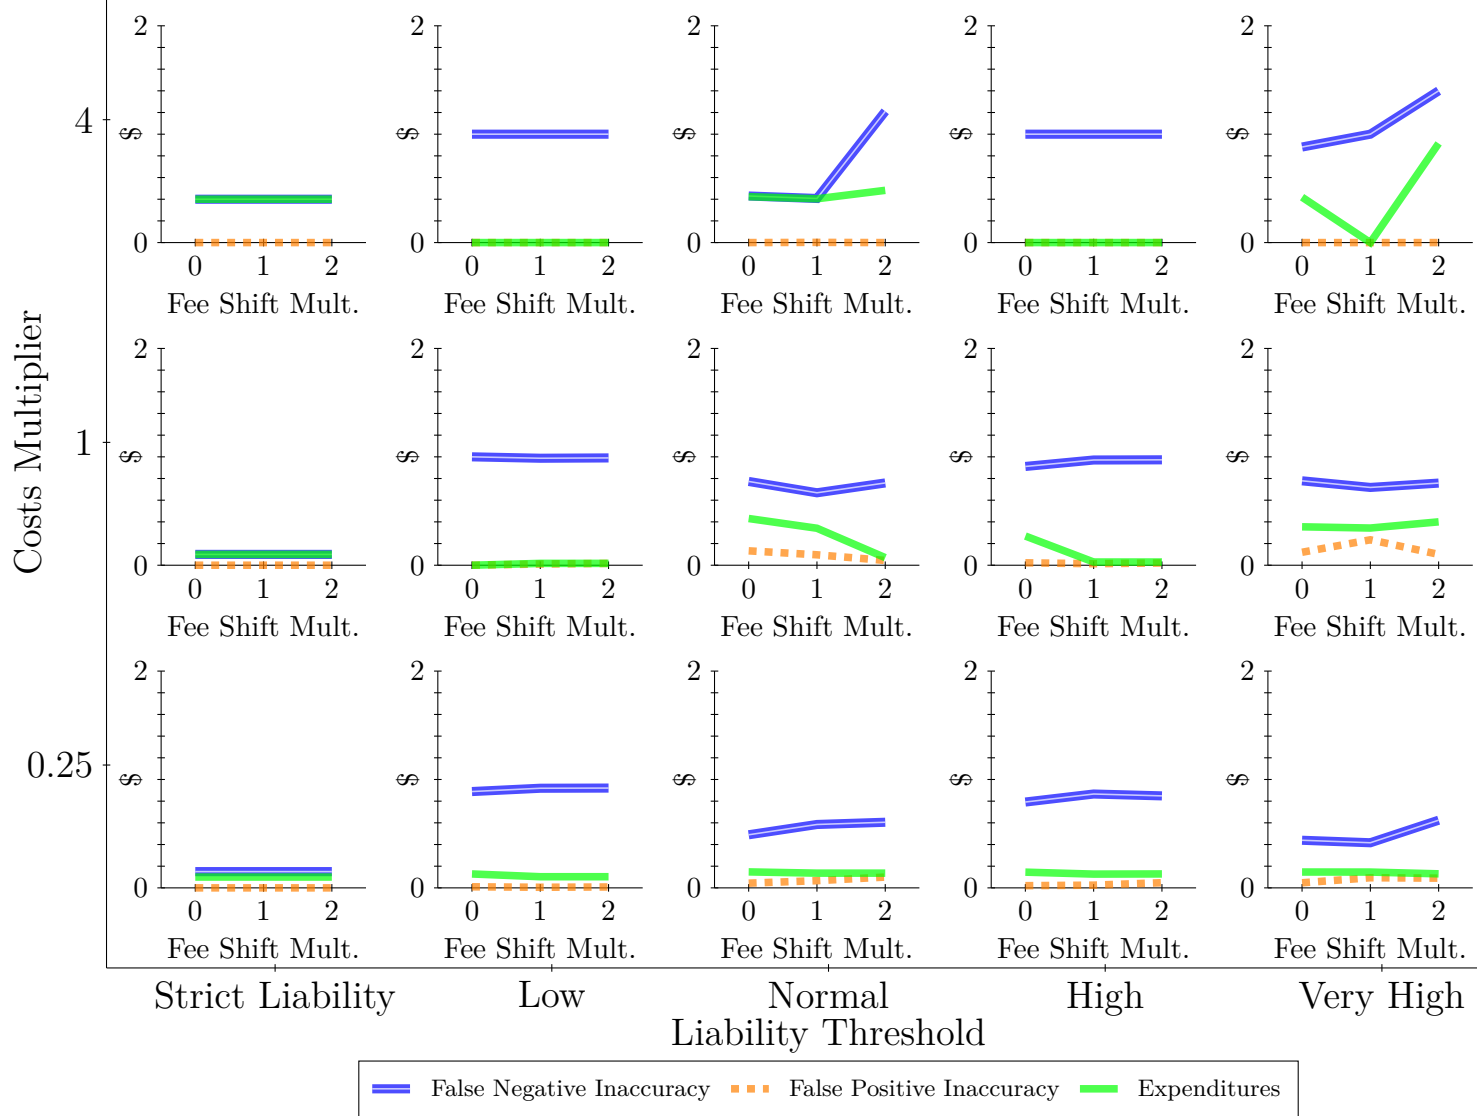 Costs Multiplier
4
2
$
0
0 1 2
Fee Shift Mult.
2
$
0
0 1 2
Fee Shift Mult.
2
$
0
0 1 2
Fee Shift Mult.
2
$
0
0 1 2
Fee Shift Mult.
2
$
0
0 1 2
Fee Shift Mult.
1
2
$
0
0 1 2
Fee Shift Mult.
2
$
0
0 1 2
Fee Shift Mult.
2
$
0
0 1 2
Fee Shift Mult.
2
$
0
0 1 2
Fee Shift Mult.
2
$
0
0 1 2
Fee Shift Mult.
0.25
2
$
0
0 1 2
Fee Shift Mult.
2
$
0
0 1 2
Fee Shift Mult.
2
$
0
0 1 2
Fee Shift Mult.
2
$
0
0 1 2
Fee Shift Mult.
2
$
0
0 1 2
Fee Shift Mult.
Strict Liability Low Normal High Very High
Liability Threshold
False Negative Inaccuracy False Positive Inaccuracy Expenditures